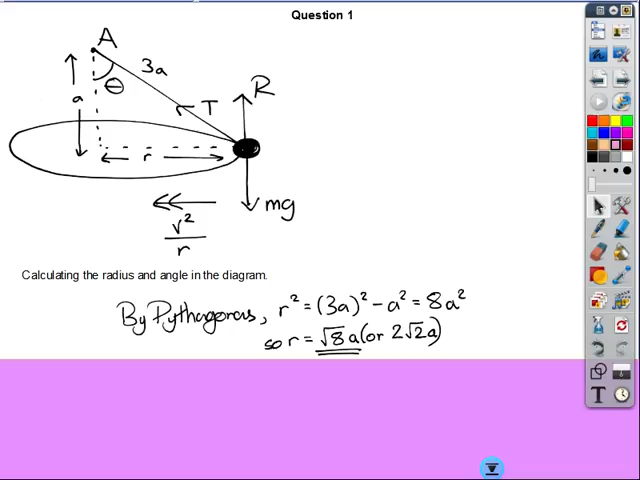 Question 1
A
3a
θ
T
R
a
r
mg
v²
r
Calculating the radius and angle in the diagram.
By Pythagoras, r² = (3a)² - a² = 8a²
so r = √8a (or 2√2a)
T